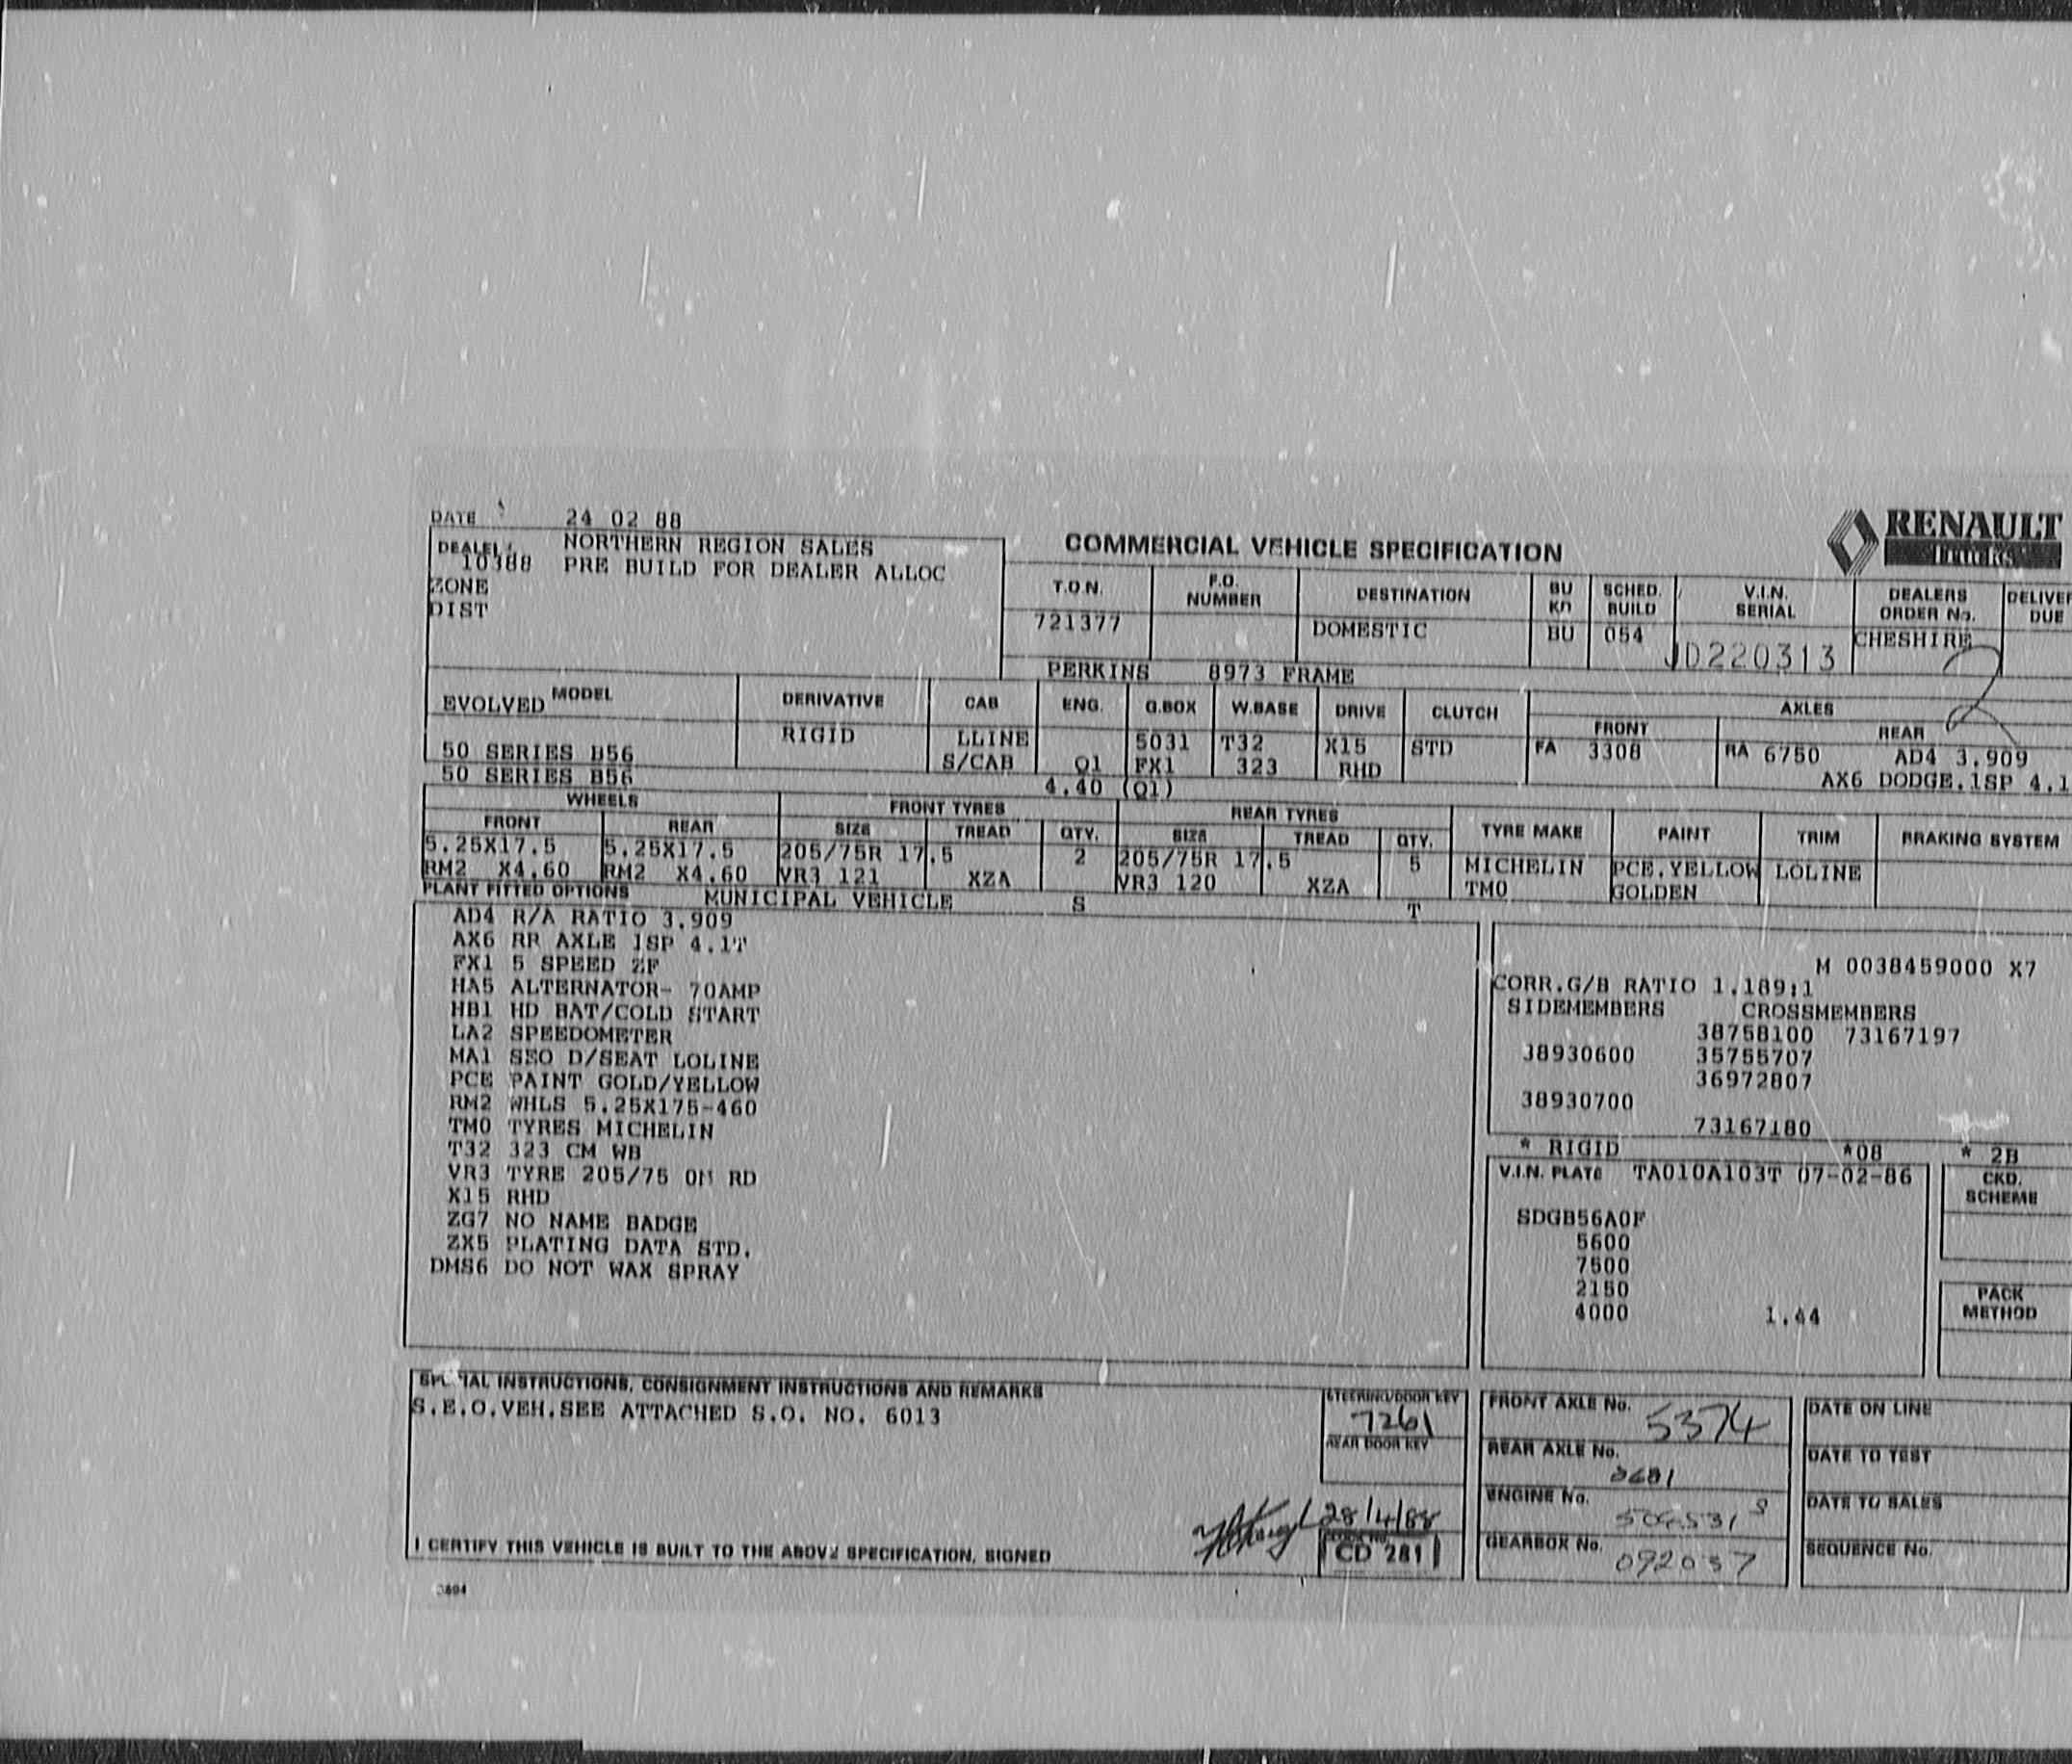 DATE 24 02 88
DEALER NORTHERN REGION SALES
10388 PRE BUILD FOR DEALER ALLOC
ZONE
DIST
COMMERCIAL VEHICLE SPECIFICATION
RENAULT
Trucks
T.O.N. F.O. NUMBER DESTINATION BU KD SCHED. BUILD V.I.N. SERIAL DEALERS ORDER No. DELIVER DUE
721377 DOMESTIC BU 054 JD220313 CHESHIRE
PERKINS 8973 FRAME
MODEL DERIVATIVE CAB ENG. G.BOX W.BASE DRIVE CLUTCH AXLES
FRONT REAR
EVOLVED
RIGID LLINE 5031 T32 X15 STD FA 3308 RA 6750 AD4 3.909
50 SERIES B56 S/CAB Q1 FX1 323 RHD AX6 DODGE.1SP 4.1
50 SERIES B56 4.40 (Q1)
WHEELS FRONT TYRES REAR TYRES
FRONT REAR SIZE TREAD QTY. SIZE TREAD QTY. TYRE MAKE PAINT TRIM BRAKING SYSTEM
5.25X17.5 5.25X17.5 205/75R 17.5 2 205/75R 17.5 5 MICHELIN PCE.YELLOW LOLINE
RM2 X4.60 RM2 X4.60 VR3 121 XZA VR3 120 XZA TM0 GOLDEN
PLANT FITTED OPTIONS MUNICIPAL VEHICLE S T
AD4 R/A RATIO 3.909
AX6 RR AXLE 1SP 4.1T
FX1 5 SPEED ZF
HA5 ALTERNATOR- 70AMP
HB1 HD BAT/COLD START
LA2 SPEEDOMETER
MA1 SEO D/SEAT LOLINE
PCE PAINT GOLD/YELLOW
RM2 WHLS 5.25X175-460
TM0 TYRES MICHELIN
T32 323 CM WB
VR3 TYRE 205/75 ON RD
X15 RHD
ZG7 NO NAME BADGE
ZX5 PLATING DATA STD.
DMS6 DO NOT WAX SPRAY
M 0038459000 X7
CORR.G/B RATIO 1.189:1
SIDEMEMBERS CROSSMEMBERS
38758100 73167197
38930600 35755707
36972807
38930700
73167180
* RIGID *08 * 2B
V.I.N. PLATE TA010A103T 07-02-86
CKD. SCHEME
SDGB56A0F
5600
7500
2150
4000 1.44
PACK METHOD
SPECIAL INSTRUCTIONS, CONSIGNMENT INSTRUCTIONS AND REMARKS
S.E.O.VEH.SEE ATTACHED S.O. NO. 6013
STEERING/DOOR KEY
7261
REAR DOOR KEY
28/4/88
CD 281
I CERTIFY THIS VEHICLE IS BUILT TO THE ABOVE SPECIFICATION, SIGNED
FRONT AXLE No. 5374
REAR AXLE No.
ENGINE No.
GEARBOX No. 092037
DATE ON LINE
DATE TO TEST
DATE TO SALES
SEQUENCE No.